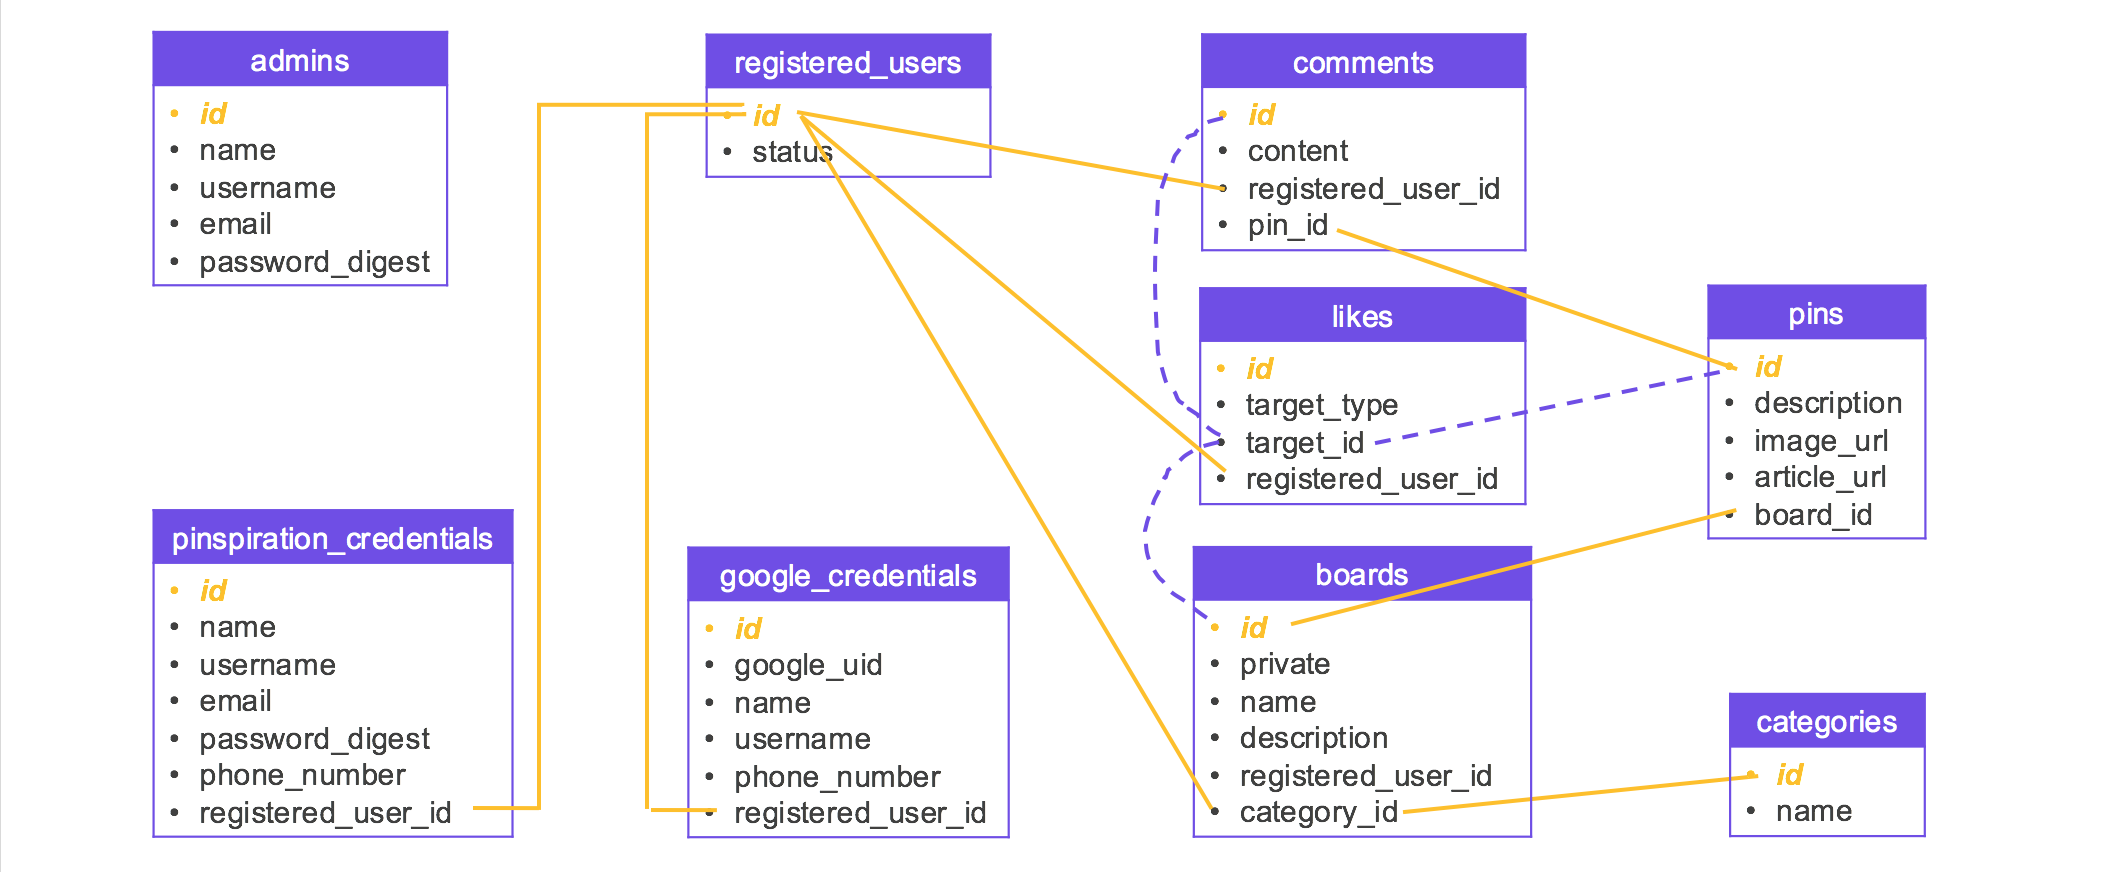 admins
id
name
username
email
password_digest
registered_users
id
status
comments
id
content
registered_user_id
pin_id
likes
id
target_type
target_id
registered_user_id
pins
id
description
image_url
article_url
board_id
pinspiration_credentials
id
name
username
email
password_digest
phone_number
registered_user_id
google_credentials
id
google_uid
name
username
phone_number
registered_user_id
boards
id
private
name
description
registered_user_id
category_id
categories
id
name